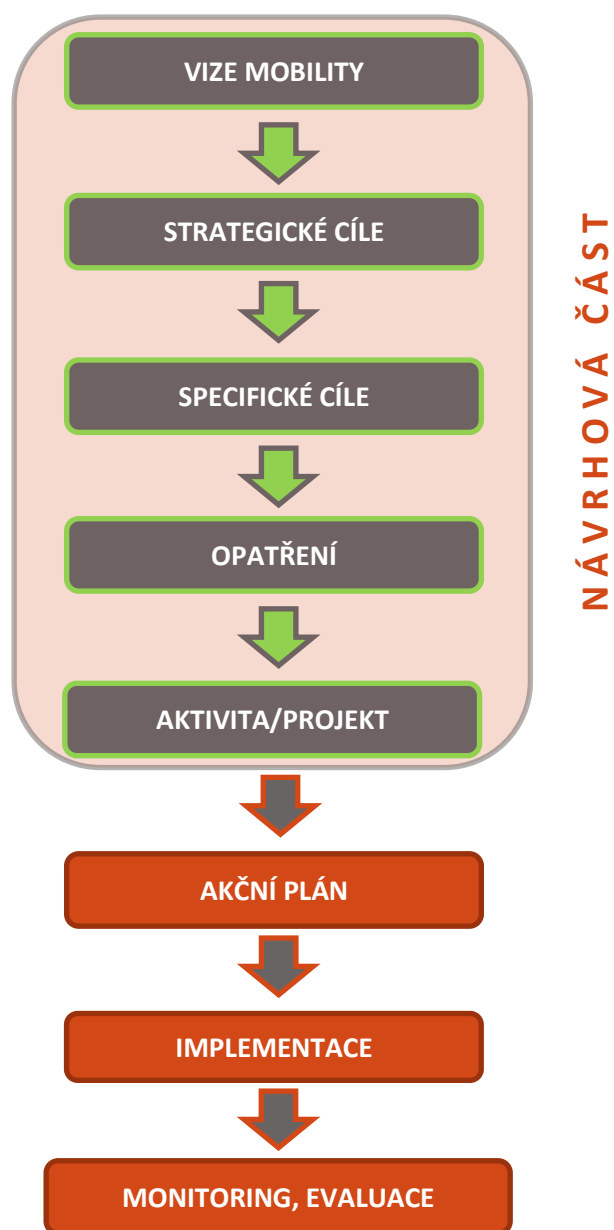 VIZE MOBILITY
STRATEGICKÉ CÍLE
SPECIFICKÉ CÍLE
OPATŘENÍ
AKTIVITA/PROJEKT
NÁVRHOVÁ ČÁST
AKČNÍ PLÁN
IMPLEMENTACE
MONITORING, EVALUACE